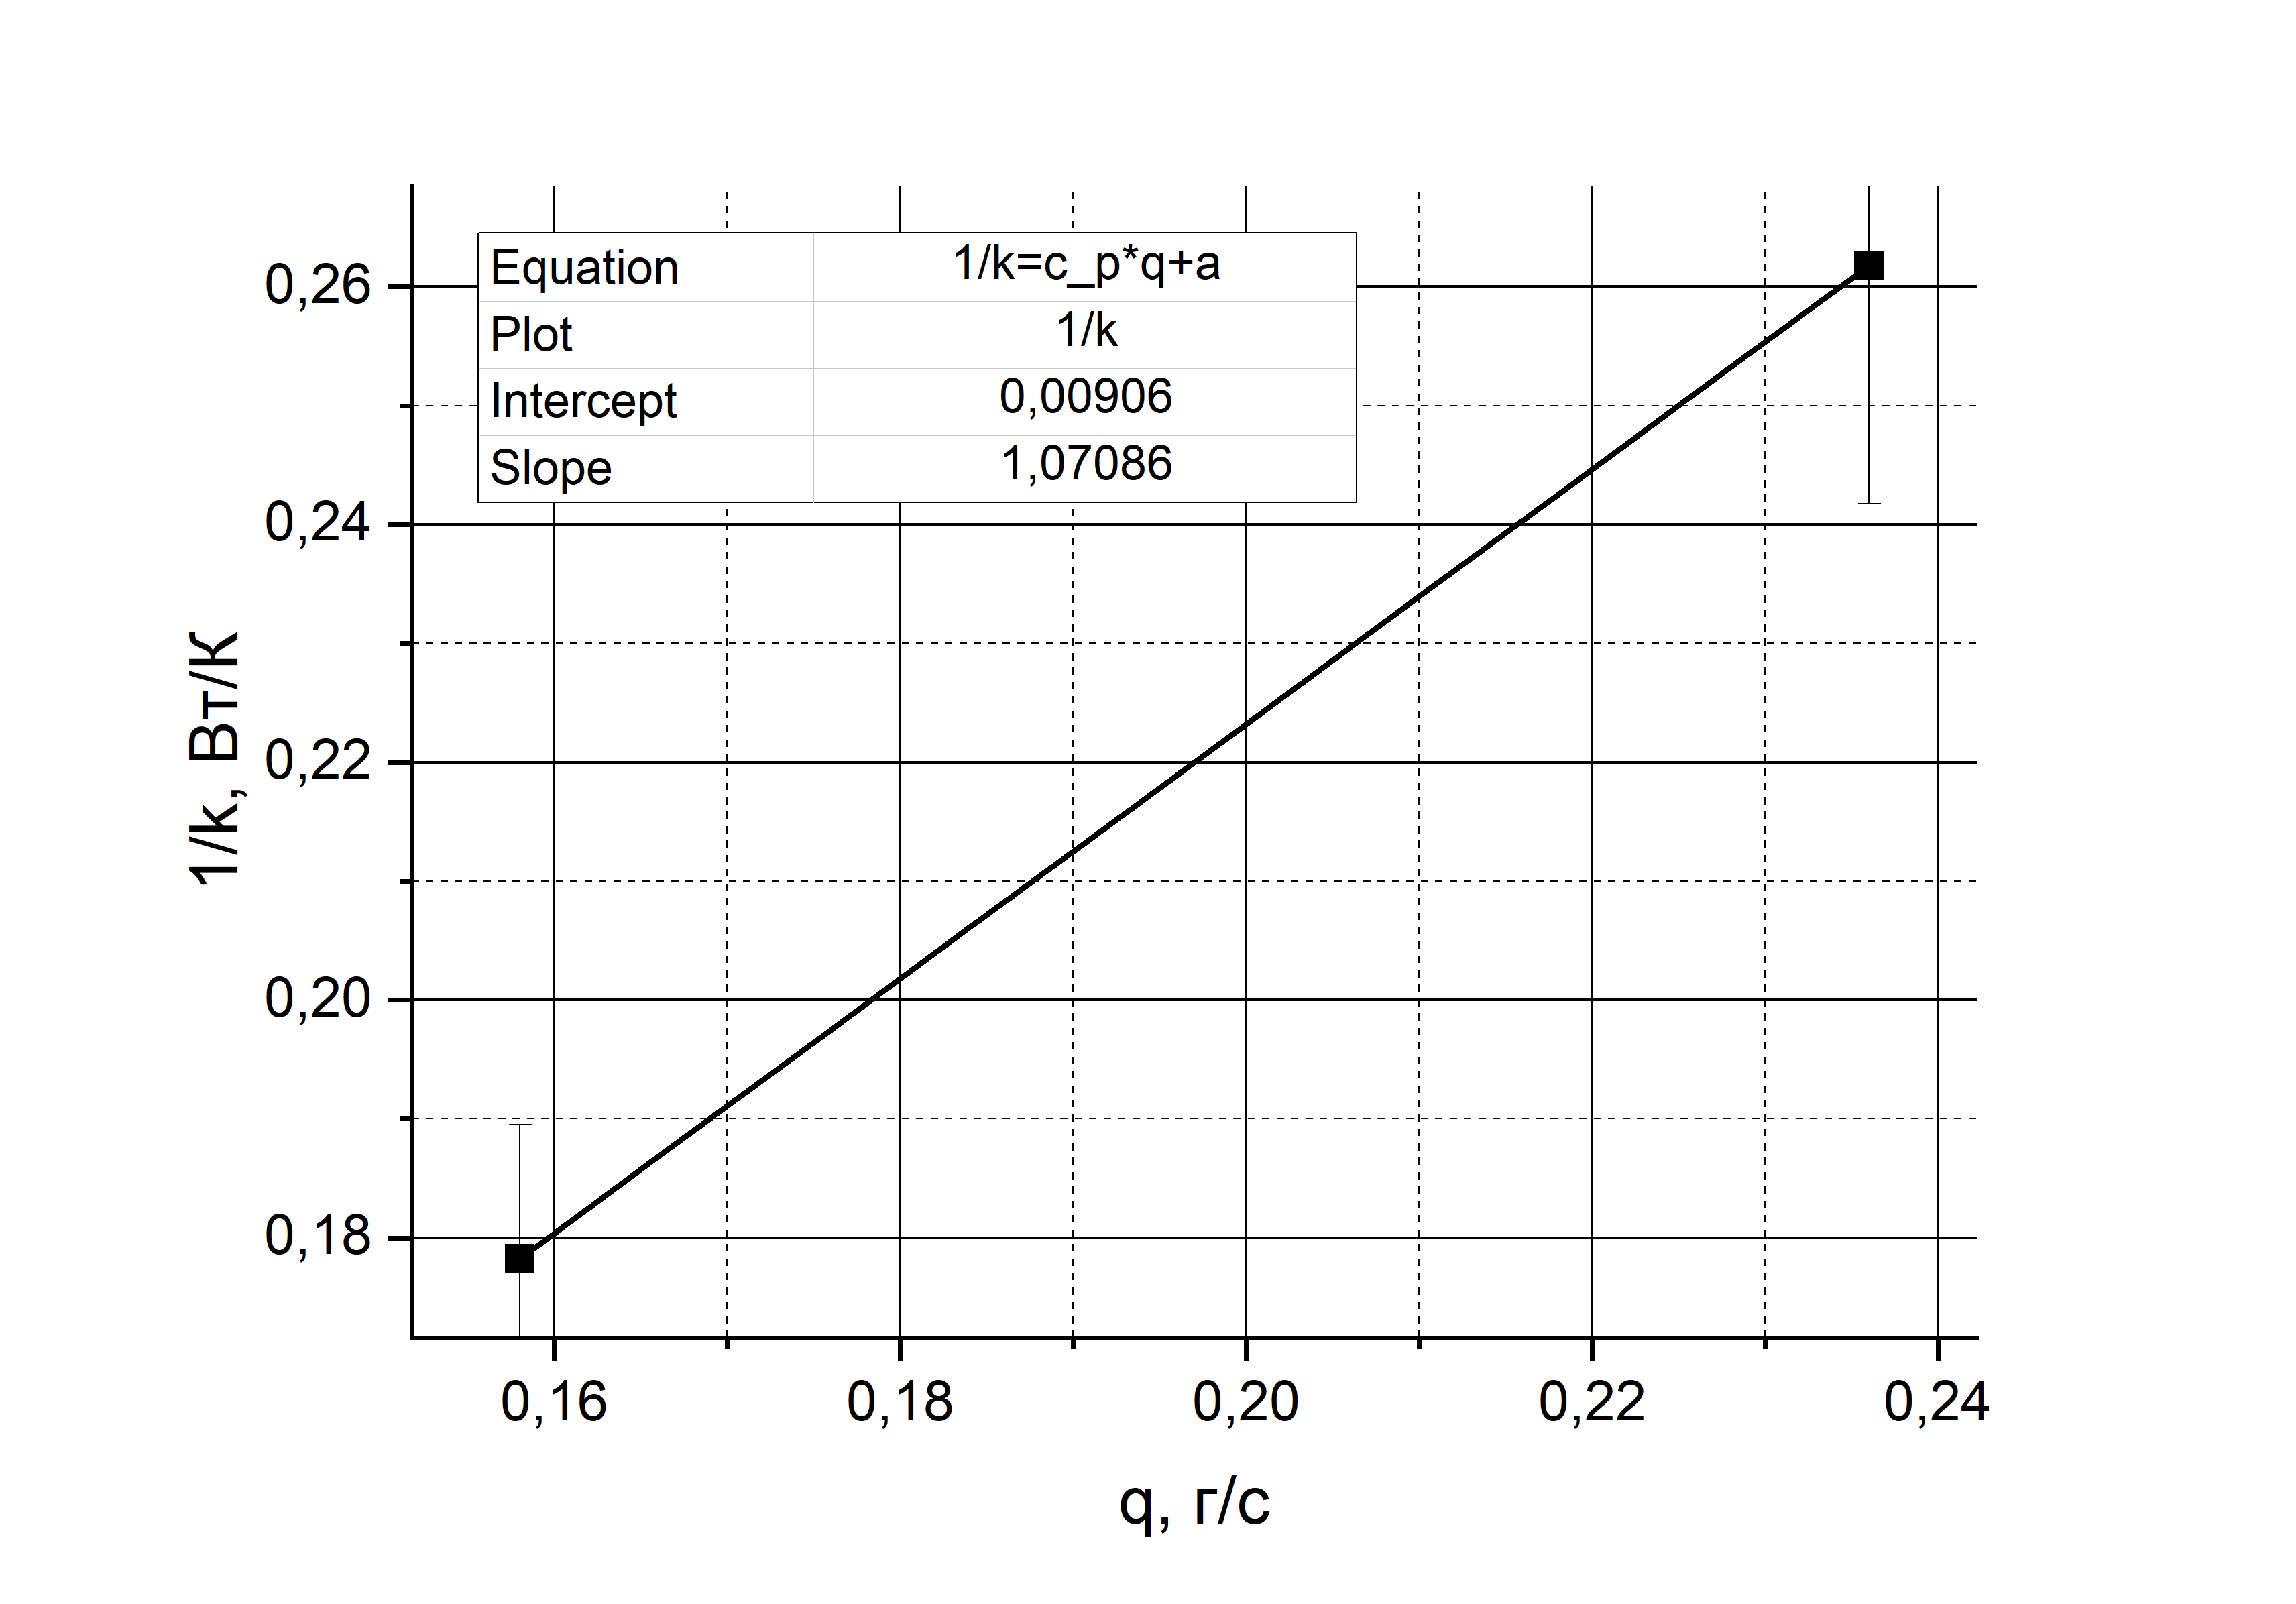 Equation 1/k=c_p*q+a
Plot 1/k
Intercept 0,00906
Slope 1,07086
0,26
0,24
0,22
0,20
0,18
1/k, Вт/К
0,16 0,18 0,20 0,22 0,24
q, г/с